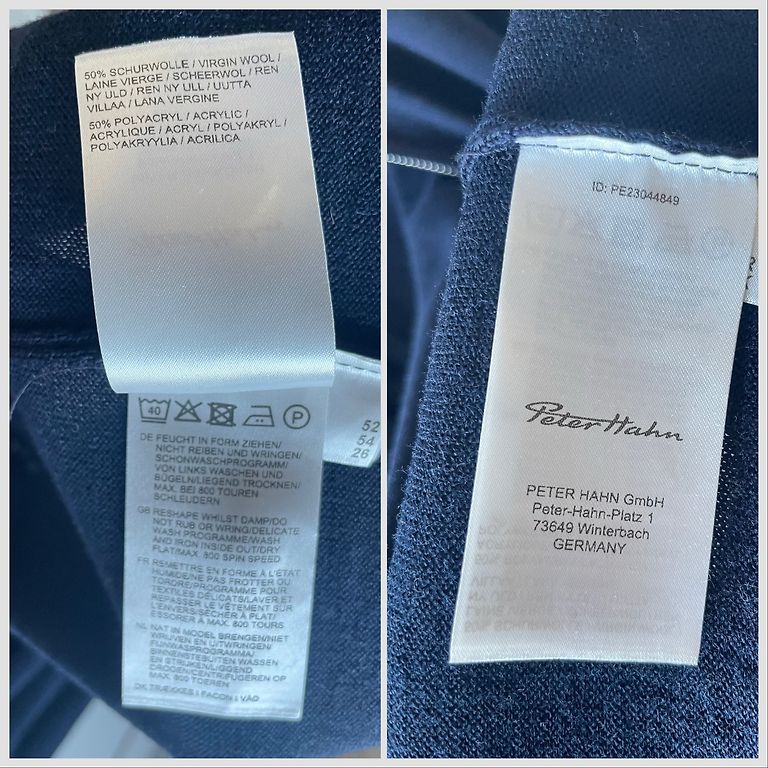 50% SCHURWOLLE / VIRGIN WOOL /
LAINE VIERGE / SCHEERWOL / REN
NY ULD / REN NY ULL / UUTTA
VILLAA / LANA VERGINE
50% POLYACRYL / ACRYLIC /
ACRYLIQUE / ACRYL / POLYAKRYL /
POLYAKRYYLIA / ACRILICA
40
P
52
54
26
DE FEUCHT IN FORM ZIEHEN/
NICHT REIBEN UND WRINGEN/
SCHONWASCHPROGRAMM/
VON LINKS WASCHEN UND
BÜGELN/LIEGEND TROCKNEN/
MAX. BEI 800 TOUREN
SCHLEUDERN
GB RESHAPE WHILST DAMP/DO
NOT RUB OR WRING/DELICATE
WASH PROGRAMME/WASH
AND IRON INSIDE OUT/DRY
FLAT/MAX. 800 SPIN SPEED
FR REMETTRE EN FORME À L'ÉTAT
HUMIDE/NE PAS FROTTER OU
TORDRE/PROGRAMME POUR
TEXTILES DÉLICATS/LAVER ET
REPASSER LE VÊTEMENT SUR
L'ENVERS/SÉCHER À PLAT/
ESSORER À MAX. 800 TOURS
NL NAT IN MODEL BRENGEN/NIET
WRIJVEN EN UITWRINGEN/
FIJNWASPROGRAMMA/
BINNENSTEBUITEN WASSEN
EN STRIJKEN/LIGGEND
DROGEN/CENTRIFUGEREN OP
MAX. 800 TOEREN
DK TRÆKKES I FACON I VÅD
ID: PE23044849
Peter Hahn
PETER HAHN GmbH
Peter-Hahn-Platz 1
73649 Winterbach
GERMANY